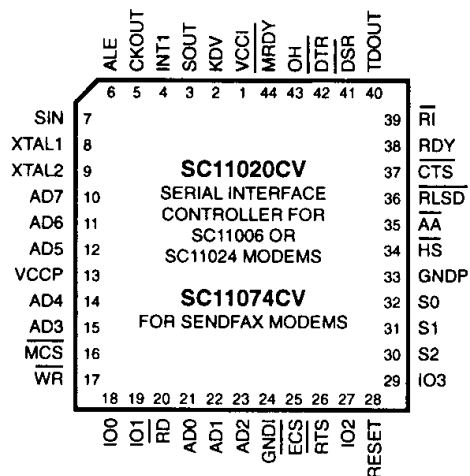 ALE
CKOUT
INT1
SOUT
KDV
VCCI
MRDY
OH
DTR
DSR
TDOUT
6 5 4 3 2 1 44 43 42 41 40
SIN 7
XTAL1 8
XTAL2 9
AD7 10
AD6 11
AD5 12
VCCP 13
AD4 14
AD3 15
MCS 16
WR 17
SC11020CV
SERIAL INTERFACE
CONTROLLER FOR
SC11006 OR
SC11024 MODEMS
SC11074CV
FOR SENDFAX MODEMS
39 RI
38 RDY
37 CTS
36 RLSD
35 AA
34 HS
33 GNDP
32 S0
31 S1
30 S2
29 IO3
18 19 20 21 22 23 24 25 26 27 28
IO0
IO1
RD
AD0
AD1
AD2
GNDI
ECS
RTS
IO2
RESET